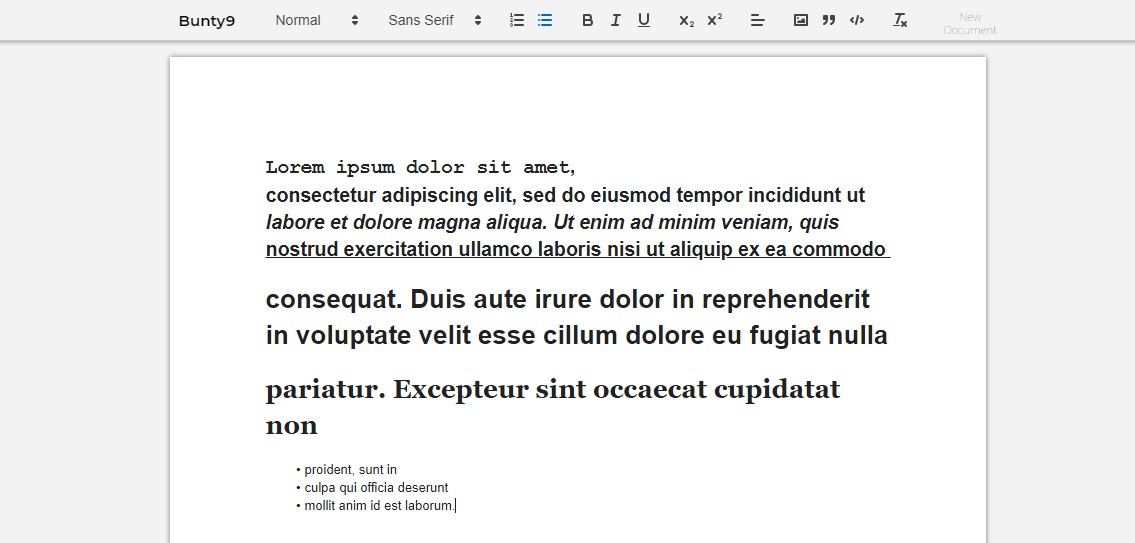 Bunty9 Normal Sans Serif New
Document
Lorem ipsum dolor sit amet,
consectetur adipiscing elit, sed do eiusmod tempor incididunt ut
labore et dolore magna aliqua. Ut enim ad minim veniam, quis
nostrud exercitation ullamco laboris nisi ut aliquip ex ea commodo
consequat. Duis aute irure dolor in reprehenderit
in voluptate velit esse cillum dolore eu fugiat nulla
pariatur. Excepteur sint occaecat cupidatat
non
• proident, sunt in
• culpa qui officia deserunt
• mollit anim id est laborum.